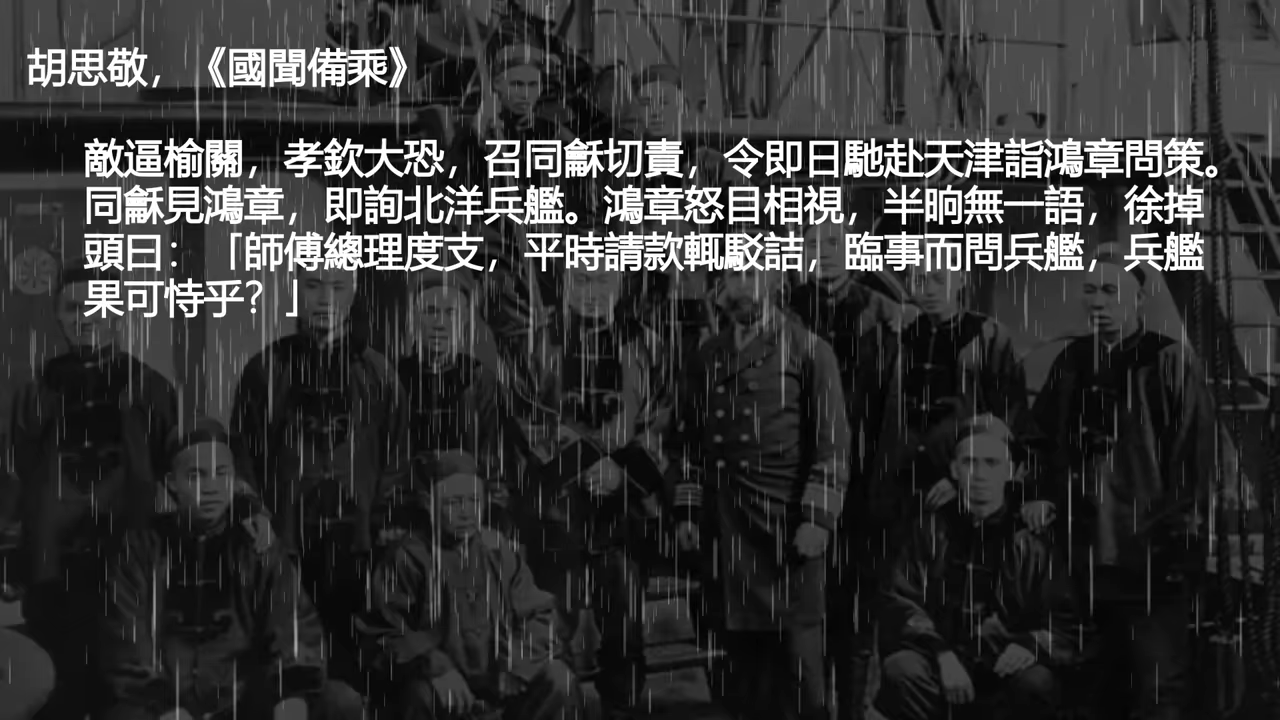 胡思敬，《國聞備乘》
敵逼榆關，孝欽大恐，召同龢切責，令即日馳赴天津詣鴻章問策。
同龢見鴻章，即詢北洋兵艦。鴻章怒目相視，半晌無一語，徐掉
頭曰：「師傅總理度支，平時請款輒駁詰，臨事而問兵艦，兵艦
果可恃乎？」